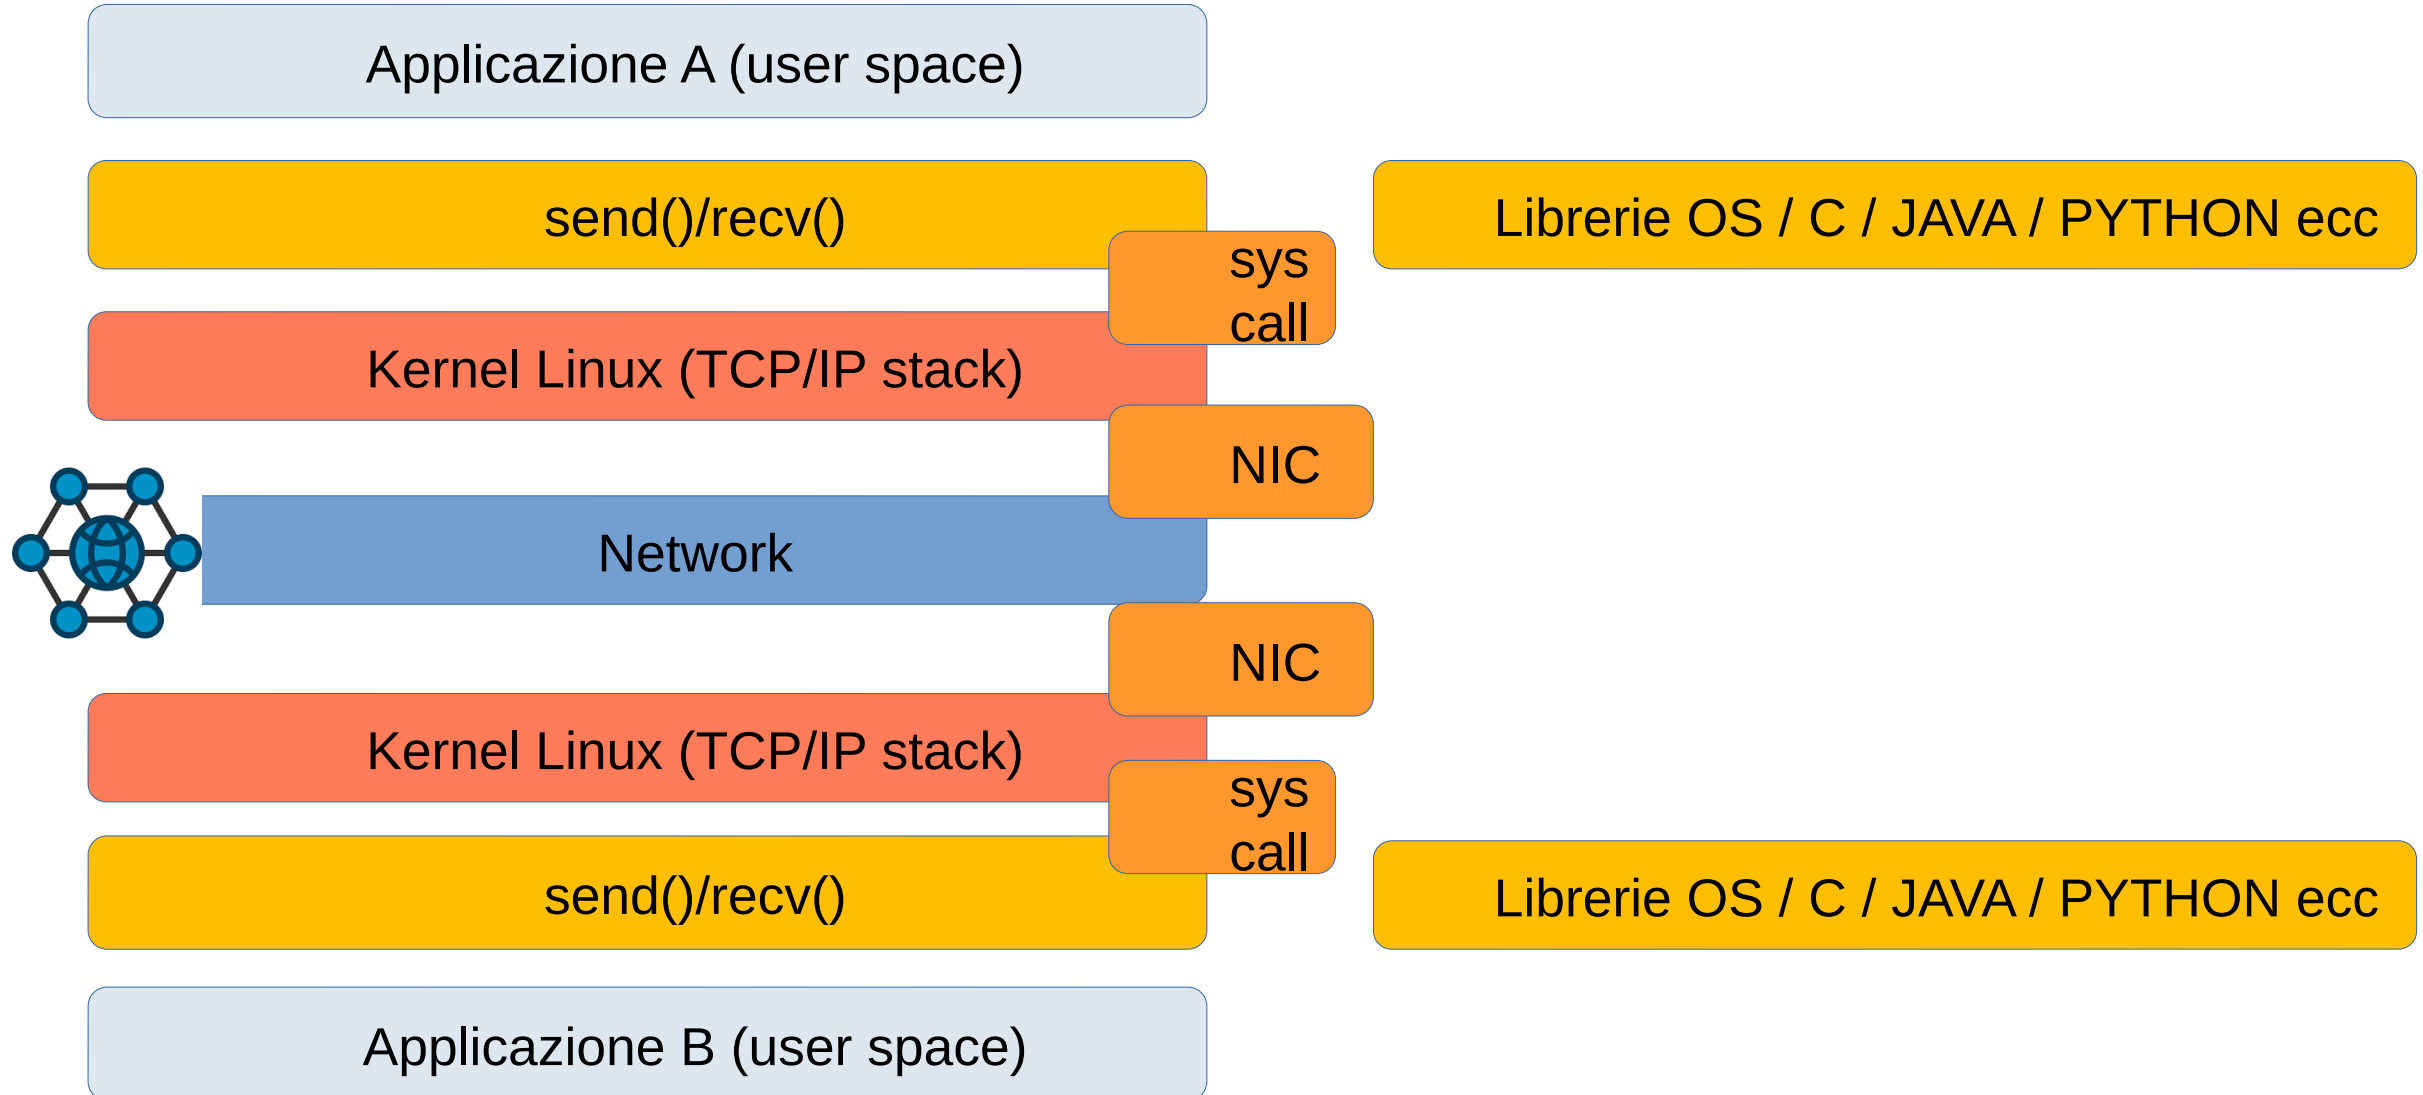 Applicazione A (user space)
send()/recv()
Librerie OS / C / JAVA / PYTHON ecc
sys
call
Kernel Linux (TCP/IP stack)
NIC
Network
NIC
Kernel Linux (TCP/IP stack)
sys
call
send()/recv()
Librerie OS / C / JAVA / PYTHON ecc
Applicazione B (user space)